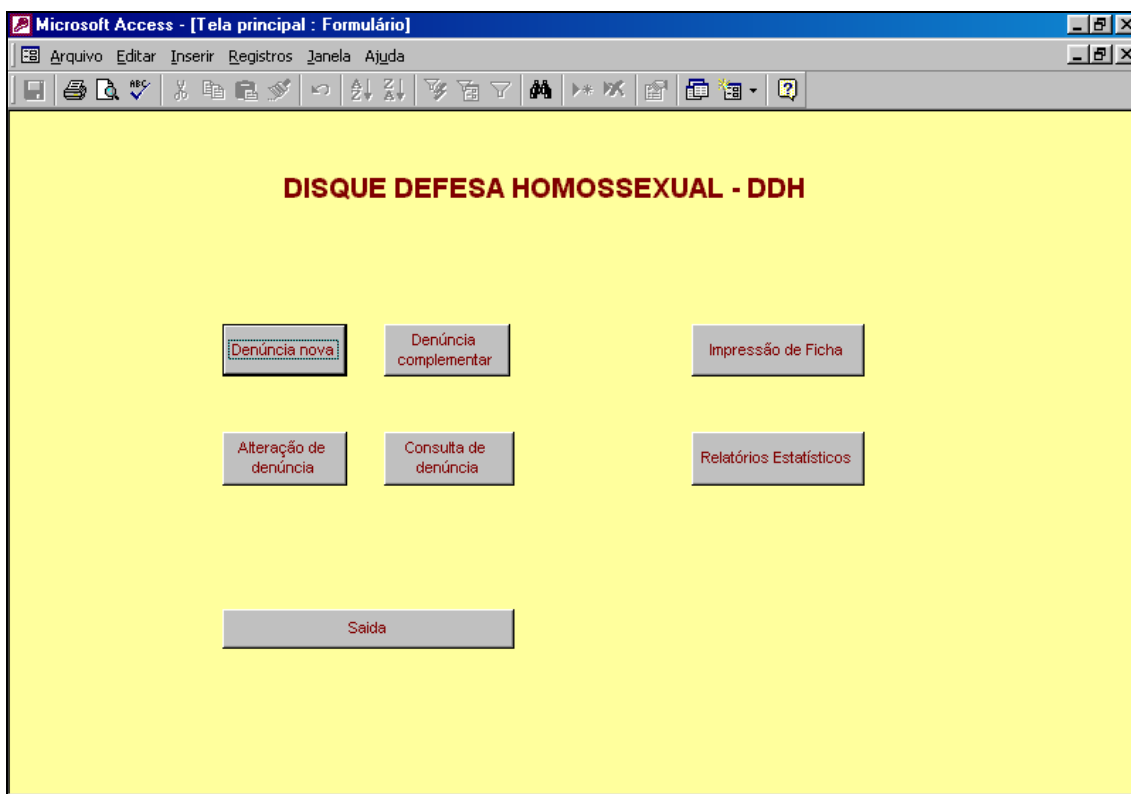 Microsoft Access - [Tela principal : Formulário]
Arquivo Editar Inserir Registros Janela Ajuda
DISQUE DEFESA HOMOSSEXUAL - DDH
Denúncia nova
Denúncia
complementar
Impressão de Ficha
Alteração de
denúncia
Consulta de
denúncia
Relatórios Estatísticos
Saida